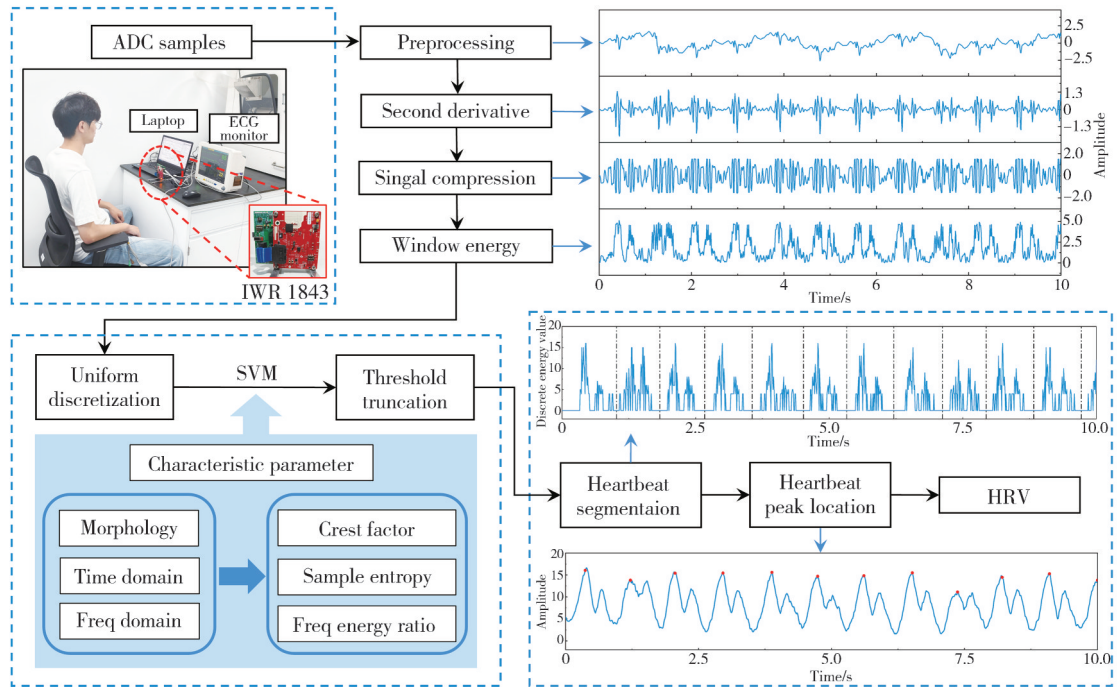 ADC samples
Preprocessing
Second derivative
Singal compression
Window energy
Laptop
ECG
monitor
IWR 1843
2.5
0
−2.5
1.3
0
−1.3
2.0
0
−2.0
5.0
2.5
0
Amplitude
0
2
4
6
8
10
Time/s
Uniform
discretization
SVM
Threshold
truncation
Characteristic parameter
Morphology
Time domain
Freq domain
Crest factor
Sample entropy
Freq energy ratio
Discrete energy value
20
15
10
5
0
0
2.5
5.0
7.5
10.0
Time/s
Heartbeat
segmentaion
Heartbeat
peak location
HRV
Amplitude
20
15
10
5
0
0
2.5
5.0
7.5
10.0
Time/s